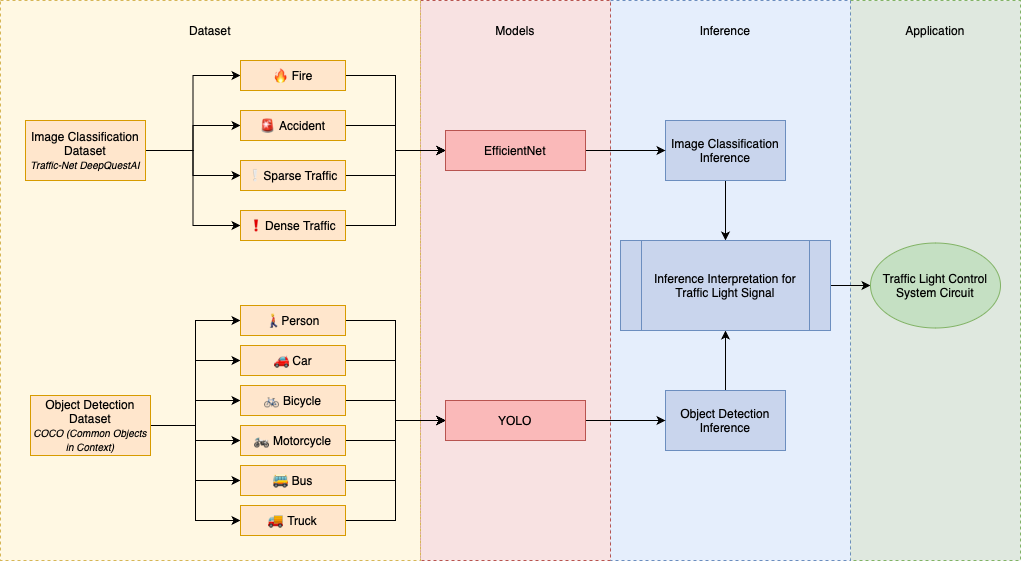 Dataset
Models
Inference
Application
Image Classification
Dataset
Traffic-Net DeepQuestAI
Fire
Accident
Sparse Traffic
Dense Traffic
EfficientNet
Image Classification
Inference
Inference Interpretation for
Traffic Light Signal
Traffic Light Control
System Circuit
Object Detection
Dataset
COCO (Common Objects
in Context)
Person
Car
Bicycle
Motorcycle
Bus
Truck
YOLO
Object Detection
Inference